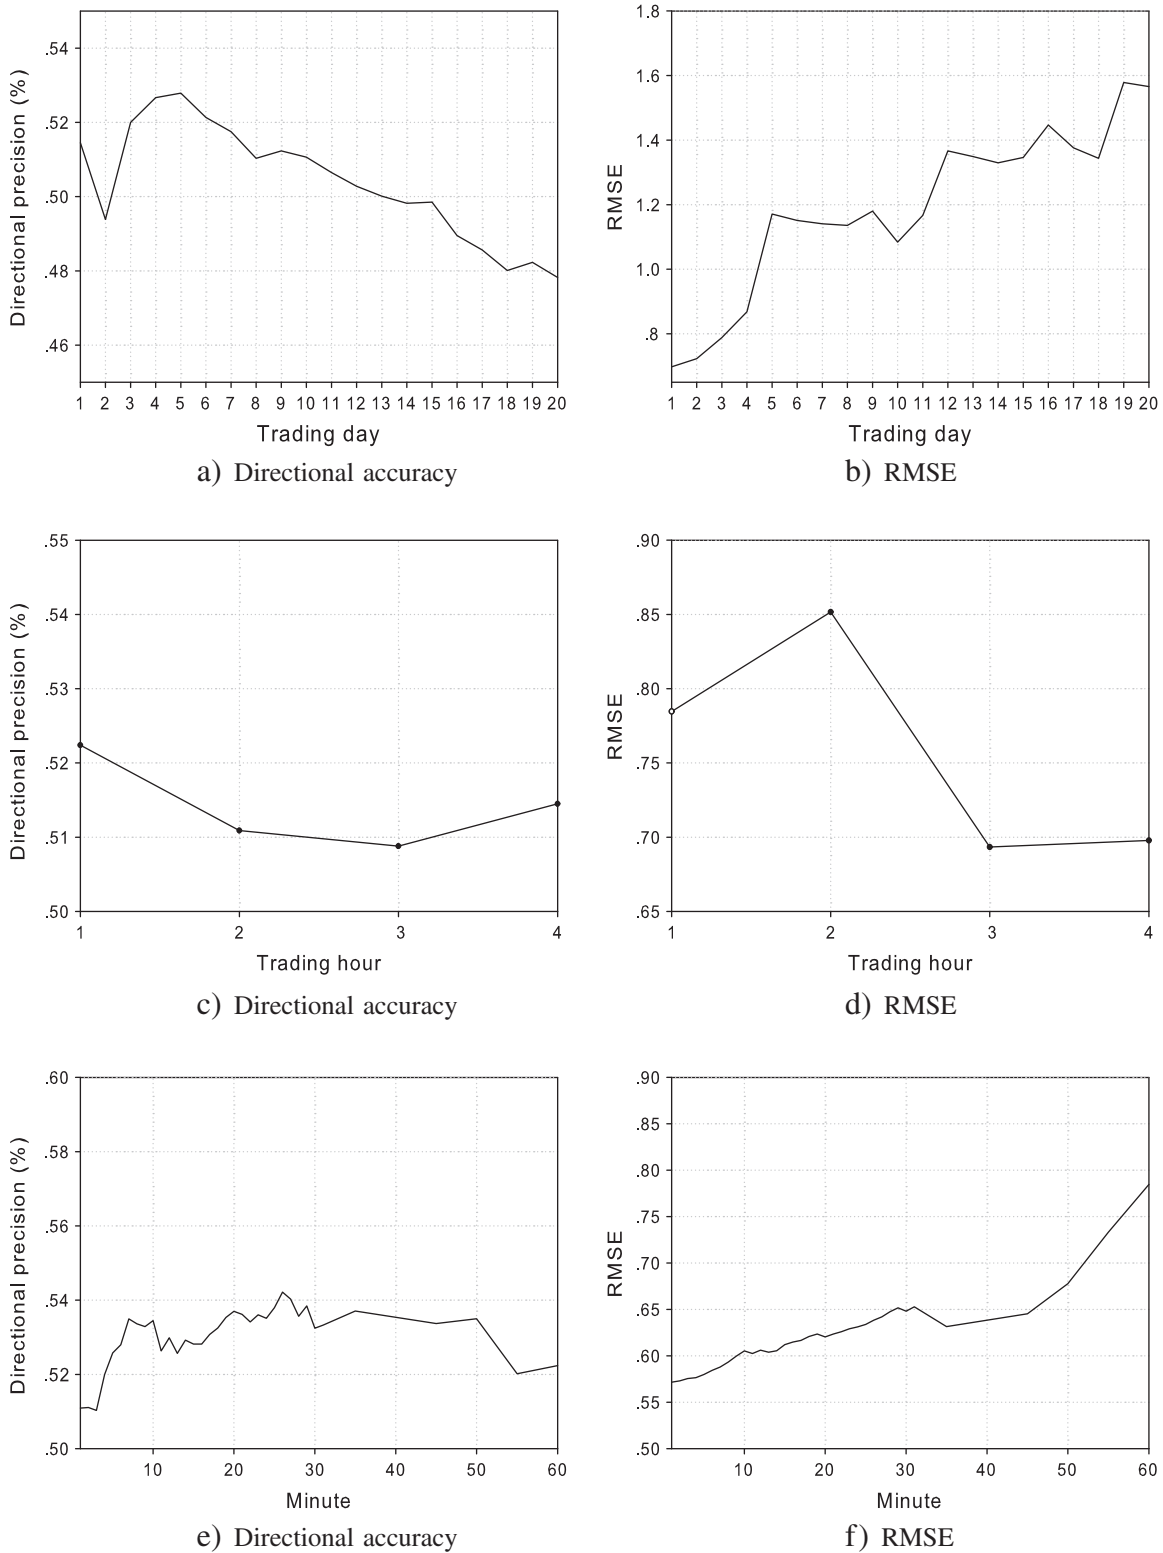 .54
.52
.50
.48
.46
Directional precision (%)
1 2 3 4 5 6 7 8 9 10 11 12 13 14 15 16 17 18 19 20
Trading day
a) Directional accuracy
1.8
1.6
1.4
1.2
1.0
.8
RMSE
1 2 3 4 5 6 7 8 9 10 11 12 13 14 15 16 17 18 19 20
Trading day
b) RMSE
.55
.54
.53
.52
.51
.50
Directional precision (%)
1 2 3 4
Trading hour
c) Directional accuracy
.90
.85
.80
.75
.70
.65
RMSE
1 2 3 4
Trading hour
d) RMSE
.60
.58
.56
.54
.52
.50
Directional precision (%)
10 20 30 40 50 60
Minute
e) Directional accuracy
.90
.85
.80
.75
.70
.65
.60
.55
.50
RMSE
10 20 30 40 50 60
Minute
f) RMSE